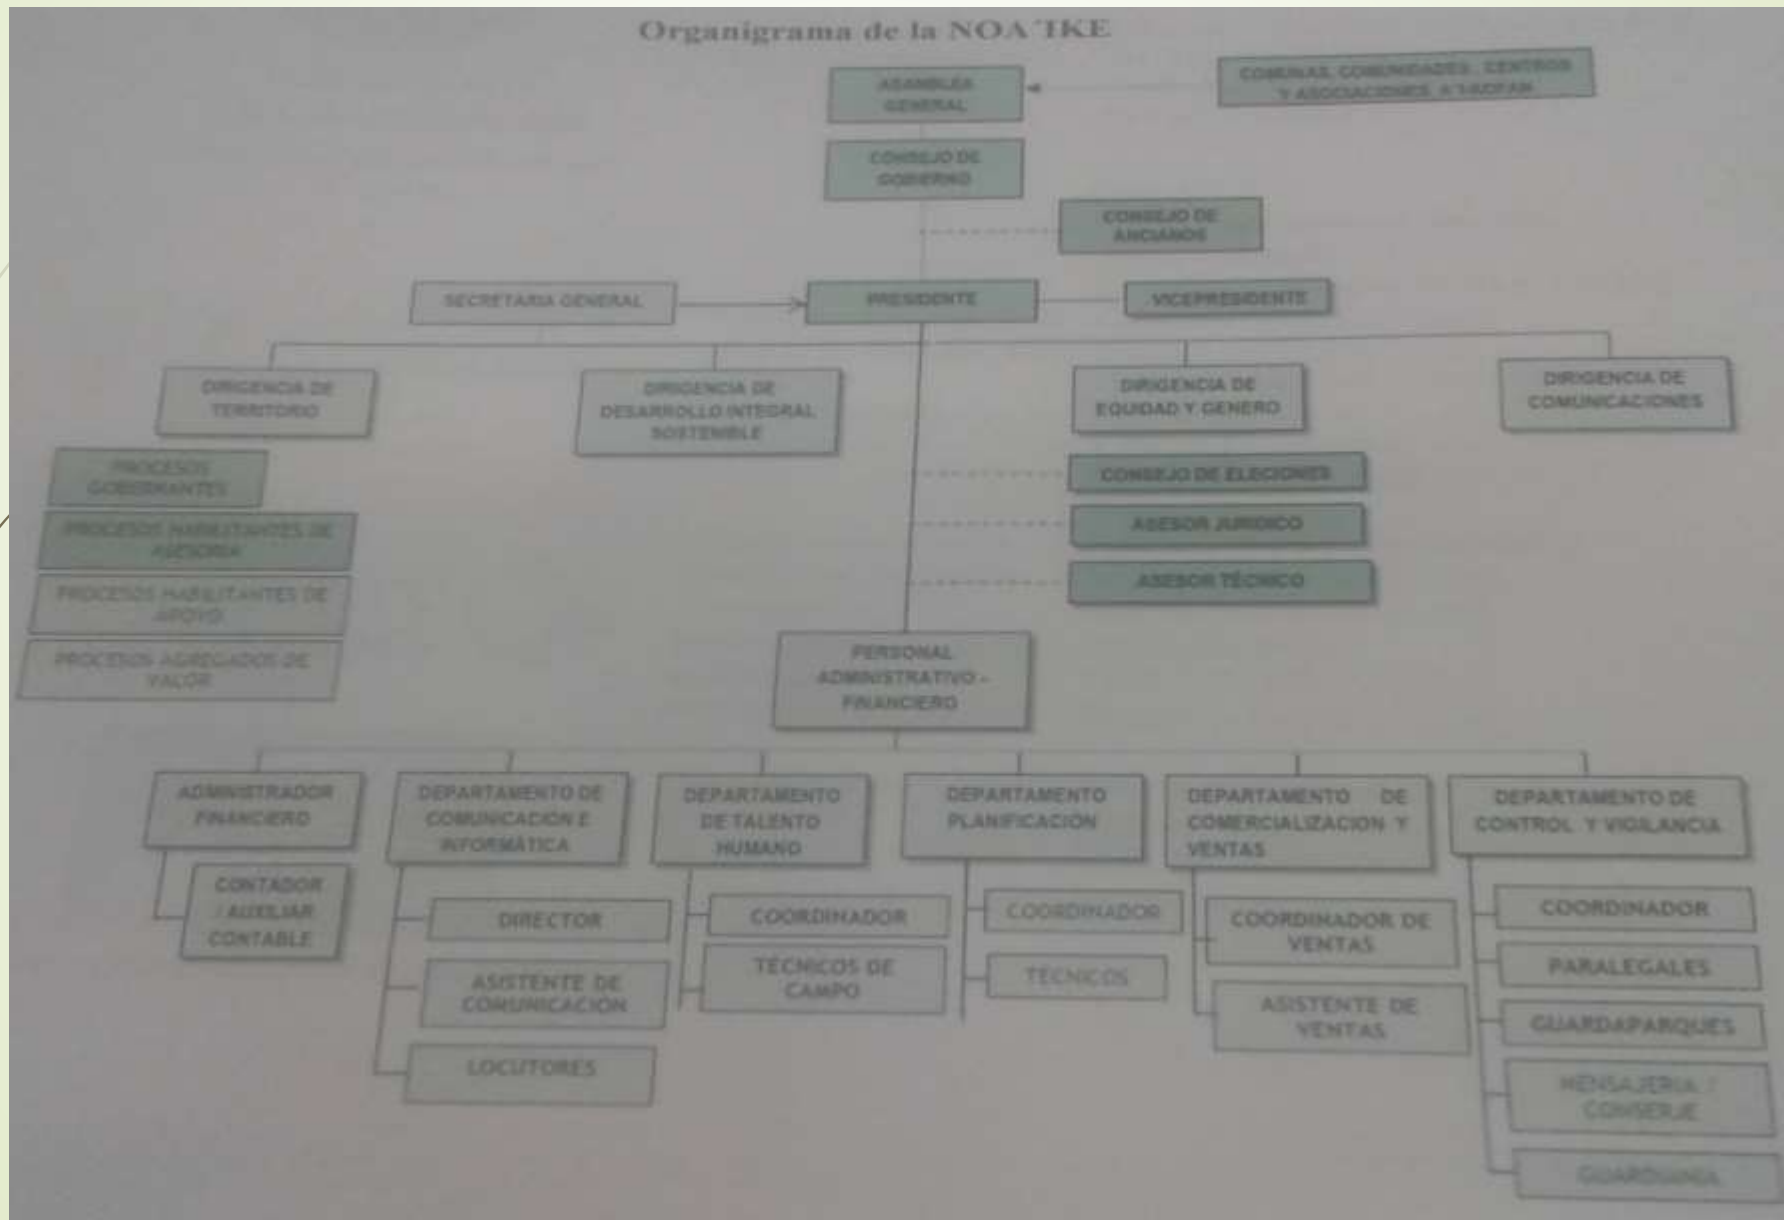 Organigrama de la NOA´IKE
ASAMBLEA
GENERAL
COMUNAS, COMUNIDADES, CENTROS
Y ASOCIACIONES, A´I
CONSEJO DE
GOBIERNO
CONSEJO DE
ANCIANOS
SECRETARIA GENERAL
PRESIDENTE
VICEPRESIDENTE
DIRIGENCIA DE
TERRITORIO
DIRIGENCIA DE
DESARROLLO INTEGRAL
SOSTENIBLE
DIRIGENCIA DE
EQUIDAD Y GENERO
DIRIGENCIA DE
COMUNICACIONES
PROCESOS
GOBERNANTES
PROCESOS HABILITANTES DE
ASESORIA
PROCESOS HABILITANTES DE
APOYO
PROCESOS AGREGADOS DE
VALOR
CONSEJO DE ELECIONES
ASESOR JURIDICO
ASESOR TÉCNICO
PERSONAL
ADMINISTRATIVO -
FINANCIERO
ADMINISTRADOR
FINANCIERO
CONTADOR
/ AUXILIAR
CONTABLE
DEPARTAMENTO DE
COMUNICACIÓN E
INFORMÁTICA
DIRECTOR
ASISTENTE DE
COMUNICACIÓN
LOCUTORES
DEPARTAMENTO
DE TALENTO
HUMANO
COORDINADOR
TÉCNICOS DE
CAMPO
DEPARTAMENTO
PLANIFICACIÓN
COORDINADOR
TÉCNICOS
DEPARTAMENTO DE
COMERCIALIZACION Y
VENTAS
COORDINADOR DE
VENTAS
ASISTENTE DE
VENTAS
DEPARTAMENTO DE
CONTROL Y VIGILANCIA
COORDINADOR
PARALEGALES
GUARDAPARQUES
MENSAJERIA /
CONSERJE
GUARDIANIA